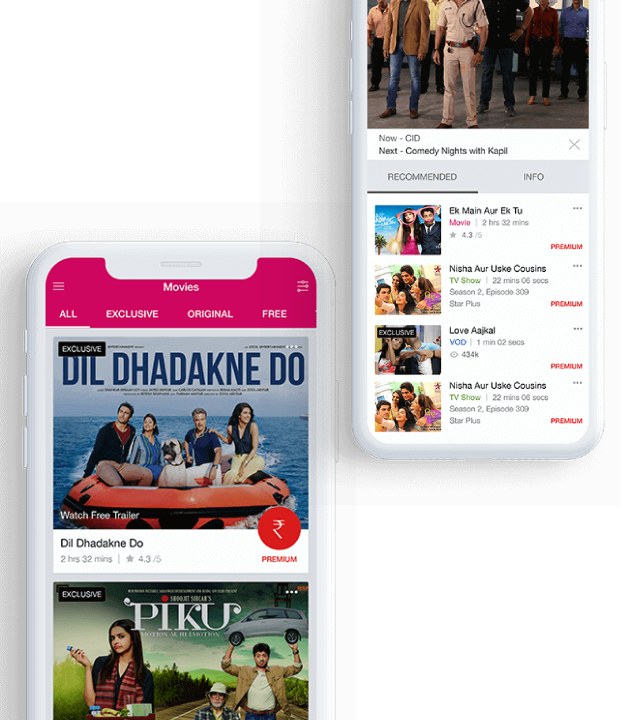 Now - CID
Next - Comedy Nights with Kapil
RECOMMENDED
INFO
Ek Main Aur Ek Tu
Movie | 2 hrs 32 mins
4.3 /5
PREMIUM
Nisha Aur Uske Cousins
TV Show | 22 mins 06 secs
Season 2, Episode 309
Star Plus
PREMIUM
EXCLUSIVE
Love Aajkal
VOD | 1 min 02 secs
434k
PREMIUM
Nisha Aur Uske Cousins
TV Show | 22 mins 06 secs
Season 2, Episode 309
Star Plus
PREMIUM
Movies
ALL
EXCLUSIVE
ORIGINAL
FREE
EXCLUSIVE
DIL DHADAKNE DO
Watch Free Trailer
₹
Dil Dhadakne Do
2 hrs 32 mins | 4.3 /5
PREMIUM
EXCLUSIVE
SHOOJIT SIRCAR'S
PIKU
MOTION SE HI EMOTION